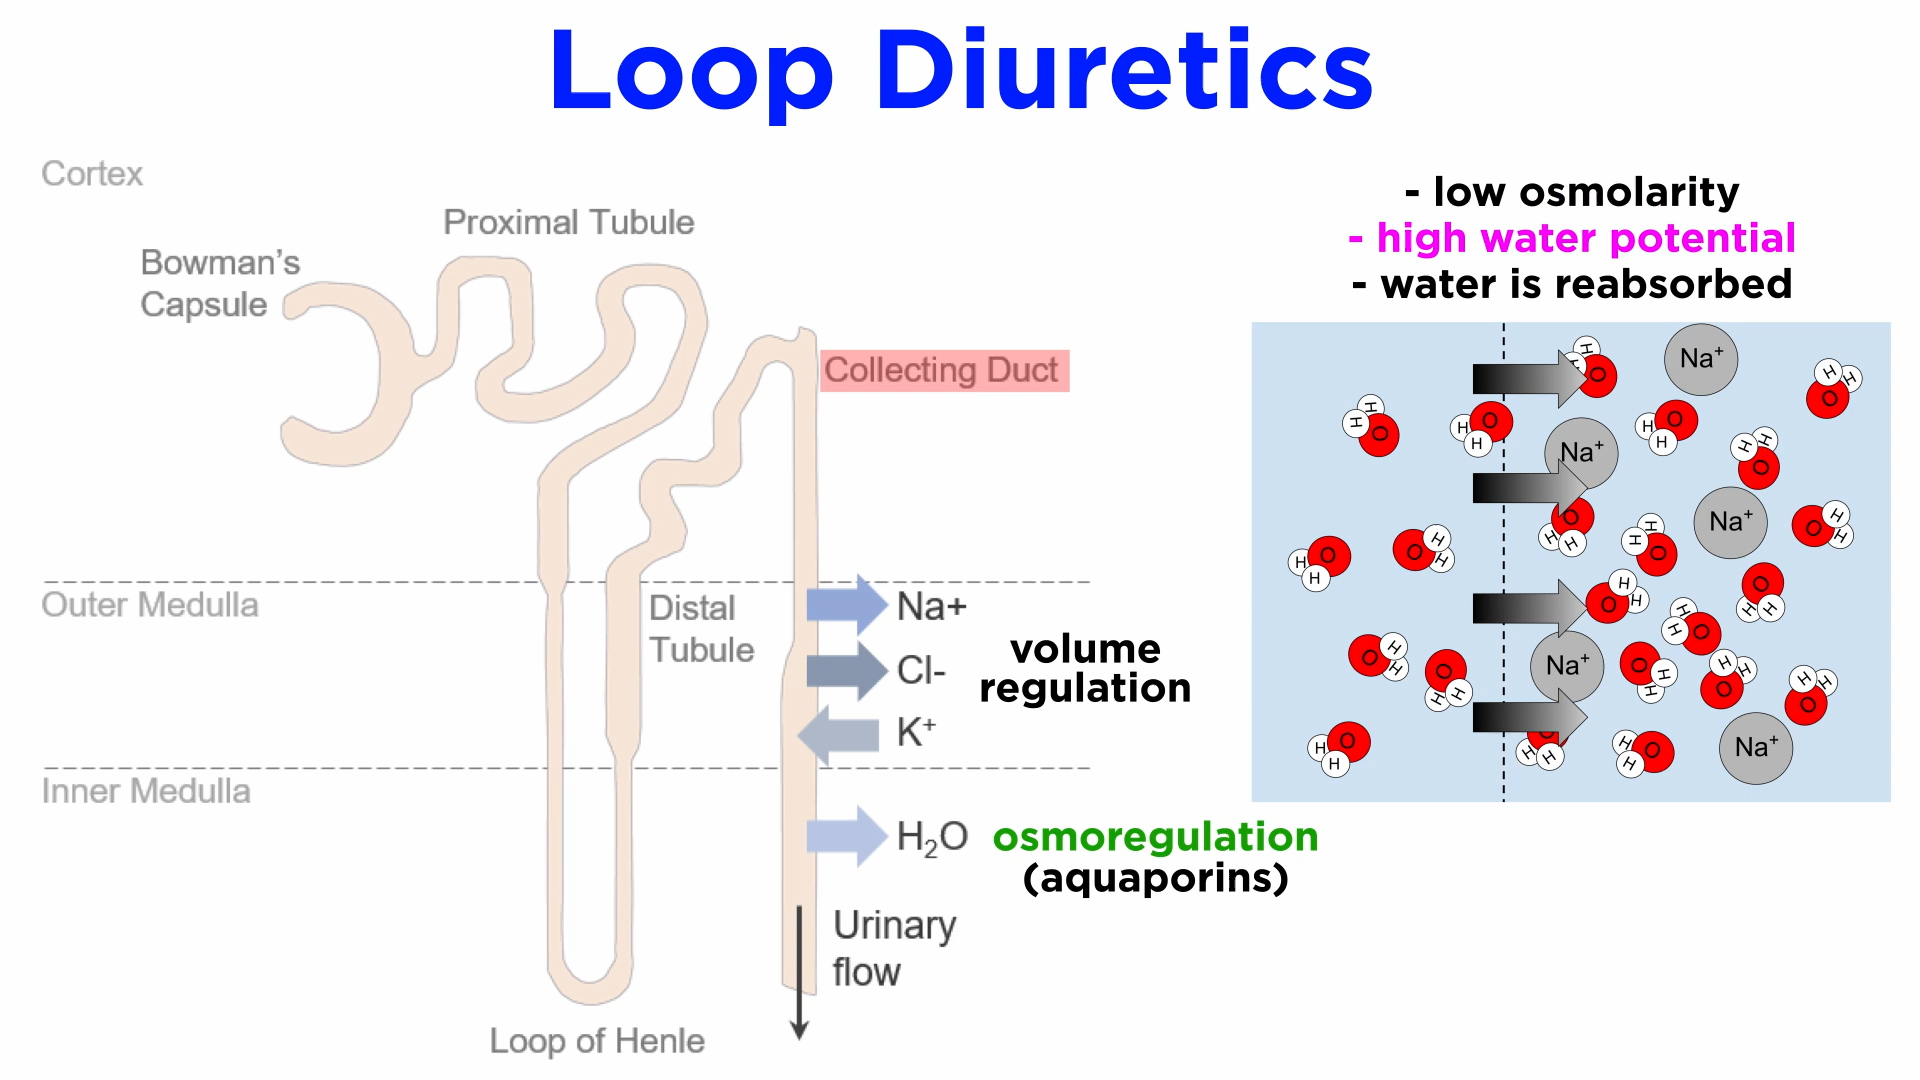 Loop Diuretics
Cortex
Proximal Tubule
Bowman's
Capsule
Collecting Duct
Outer Medulla
Distal
Tubule
Na+
Cl-
K⁺
volume
regulation
Inner Medulla
H₂O
osmoregulation
(aquaporins)
Urinary
flow
Loop of Henle
- low osmolarity
- high water potential
- water is reabsorbed
H H O
Na⁺
H H O
H H O
H H O
H H O
Na⁺
H H O
H H O
Na⁺
H H O
H H O
H H O
H H O
H H O
H H O
H H O
H H O
H H O
H H O
Na⁺
H H O
H H O
H H O
H H O
H H O
H H O
H H O
Na⁺